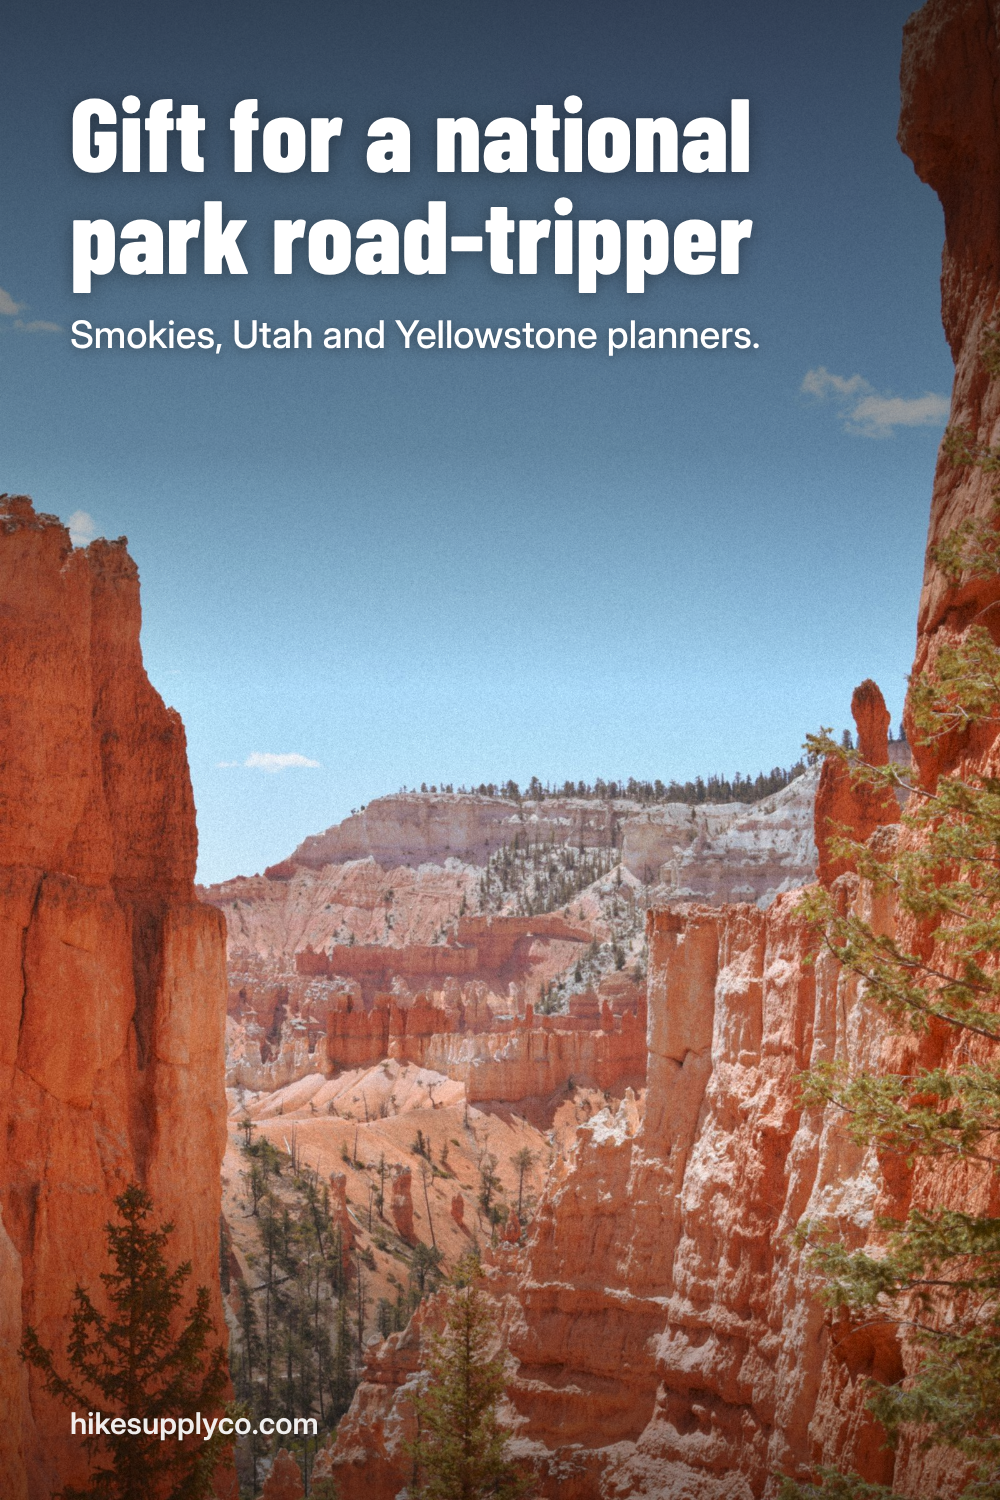 Gift for a national
park road-tripper
Smokies, Utah and Yellowstone planners.
hikesupplyco.com